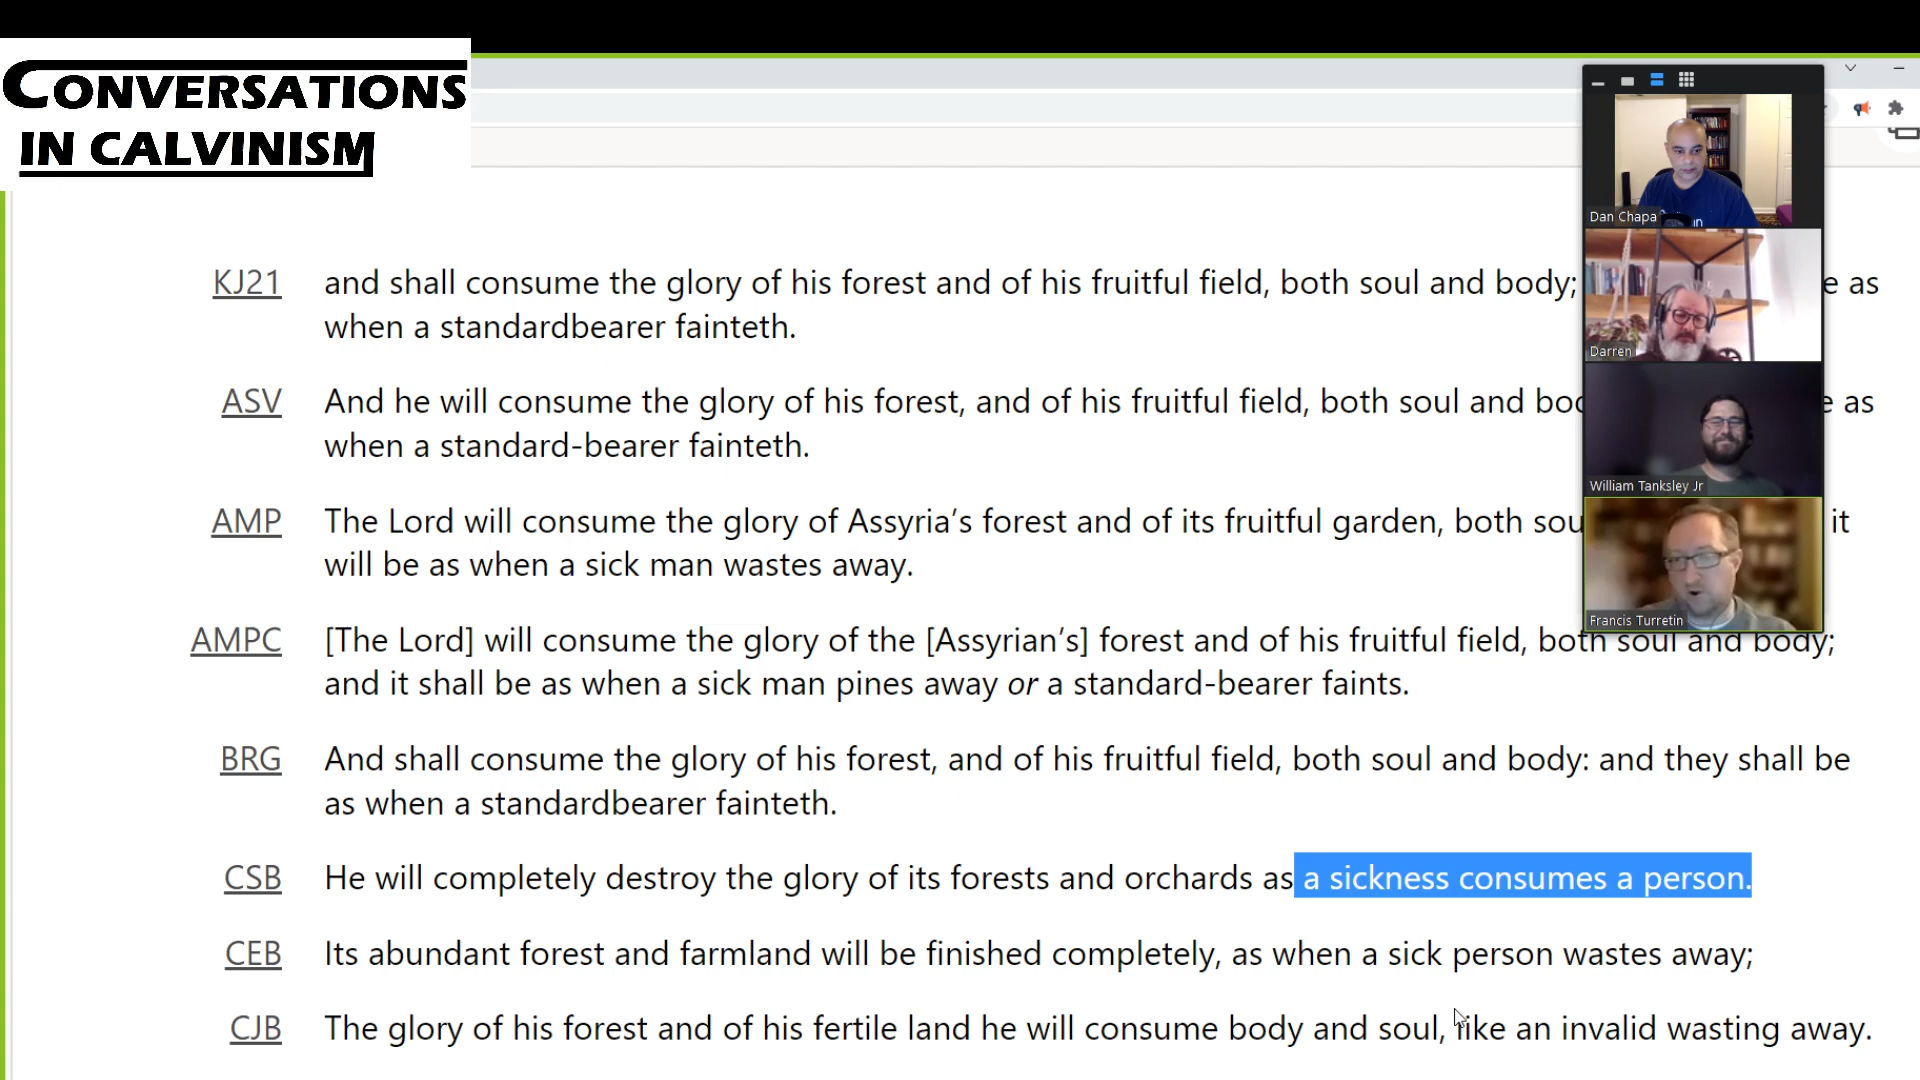 CONVERSATIONS
IN CALVINISM
KJ21 and shall consume the glory of his forest and of his fruitful field, both soul and body; e as
when a standardbearer fainteth.
ASV And he will consume the glory of his forest, and of his fruitful field, both soul and bod e as
when a standard-bearer fainteth.
AMP The Lord will consume the glory of Assyria’s forest and of its fruitful garden, both sou it
will be as when a sick man wastes away.
AMPC [The Lord] will consume the glory of the [Assyrian’s] forest and of his fruitful field, both soul and body;
and it shall be as when a sick man pines away or a standard-bearer faints.
BRG And shall consume the glory of his forest, and of his fruitful field, both soul and body: and they shall be
as when a standardbearer fainteth.
CSB He will completely destroy the glory of its forests and orchards as a sickness consumes a person.
CEB Its abundant forest and farmland will be finished completely, as when a sick person wastes away;
CJB The glory of his forest and of his fertile land he will consume body and soul, like an invalid wasting away.
Dan Chapa
Darren
William Tanksley Jr
Francis Turretin